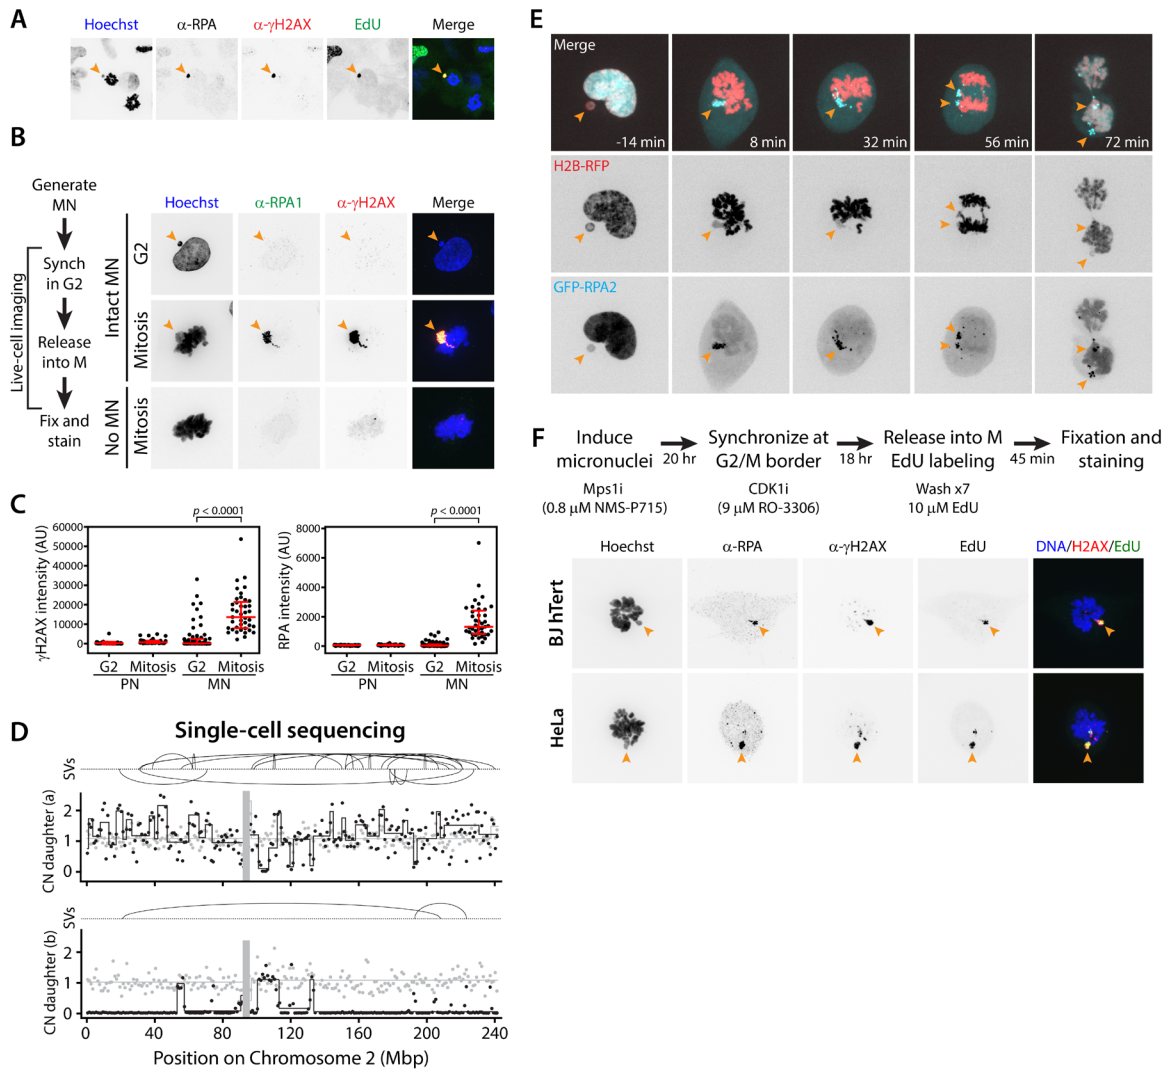 A
Hoechst
α-RPA
α-γH2AX
EdU
Merge
B
Generate
MN
Synch
in G2
Release
into M
Fix and
stain
Live-cell imaging
Hoechst
α-RPA1
α-γH2AX
Merge
Intact MN
G2
Mitosis
No MN
Mitosis
C
p < 0.0001
γH2AX intensity (AU)
60000
50000
40000
30000
20000
10000
0
G2
Mitosis
G2
Mitosis
PN
MN
p < 0.0001
RPA intensity (AU)
8000
6000
4000
2000
0
G2
Mitosis
G2
Mitosis
PN
MN
D
Single-cell sequencing
SVs
CN daughter (a)
2
1
0
SVs
CN daughter (b)
2
1
0
0
40
80
120
160
200
240
Position on Chromosome 2 (Mbp)
E
Merge
-14 min
8 min
32 min
56 min
72 min
H2B-RFP
GFP-RPA2
F
Induce
micronuclei
20 hr
Synchronize at
G2/M border
18 hr
Release into M
EdU labeling
45 min
Fixation and
staining
Mps1i
(0.8 μM NMS-P715)
CDK1i
(9 μM RO-3306)
Wash x7
10 μM EdU
Hoechst
α-RPA
α-γH2AX
EdU
DNA/H2AX/EdU
BJ hTert
HeLa